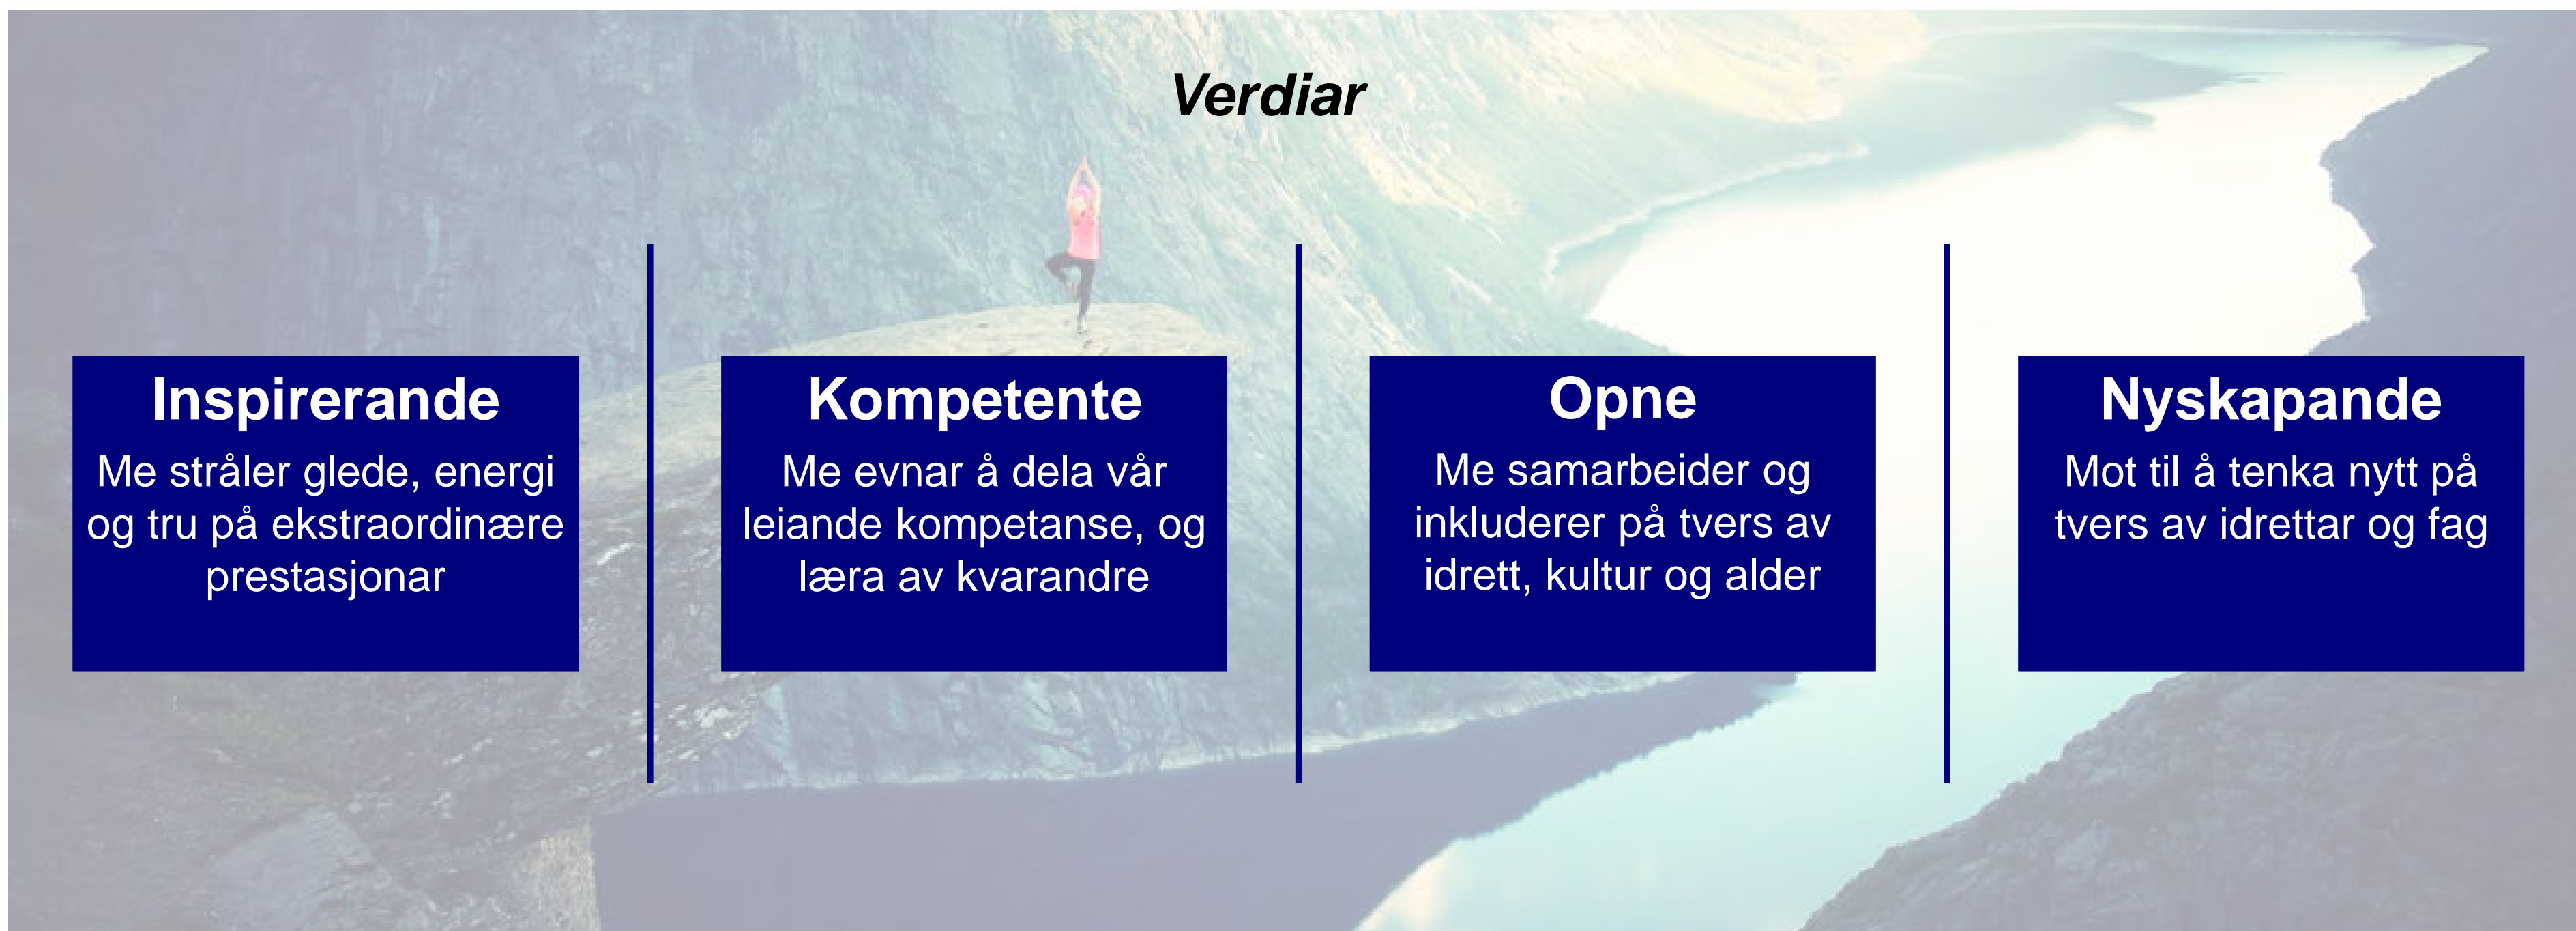 Verdiar
Inspirerande
Me stråler glede, energi
og tru på ekstraordinære
prestasjonar
Kompetente
Me evnar å dela vår
leiande kompetanse, og
læra av kvarandre
Opne
Me samarbeider og
inkluderer på tvers av
idrett, kultur og alder
Nyskapande
Mot til å tenka nytt på
tvers av idrettar og fag